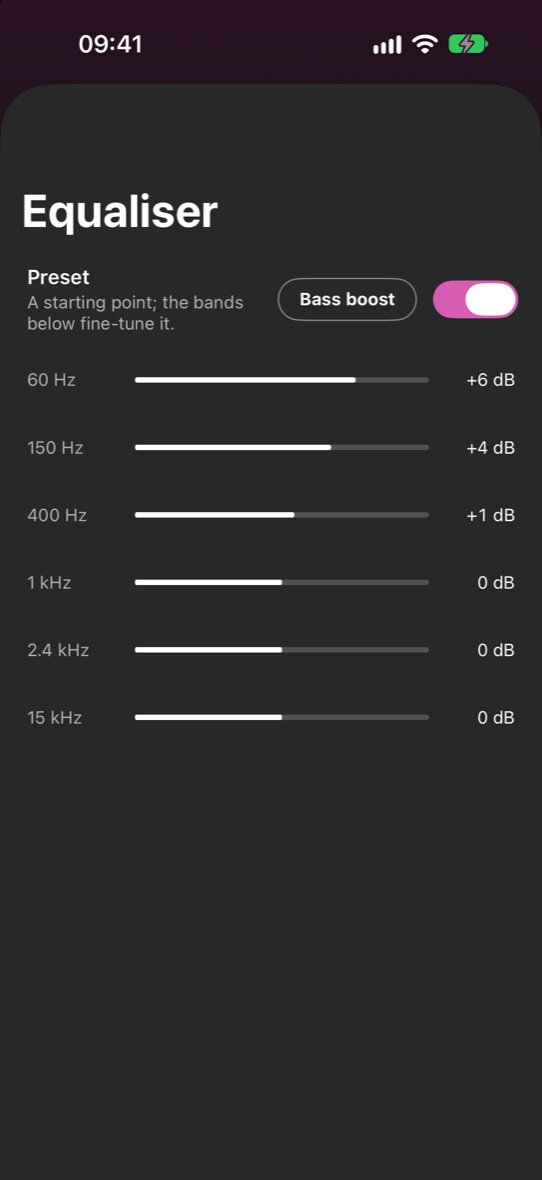 09:41
Equaliser
Preset
A starting point; the bands
below fine-tune it.
Bass boost
60 Hz +6 dB
150 Hz +4 dB
400 Hz +1 dB
1 kHz 0 dB
2.4 kHz 0 dB
15 kHz 0 dB